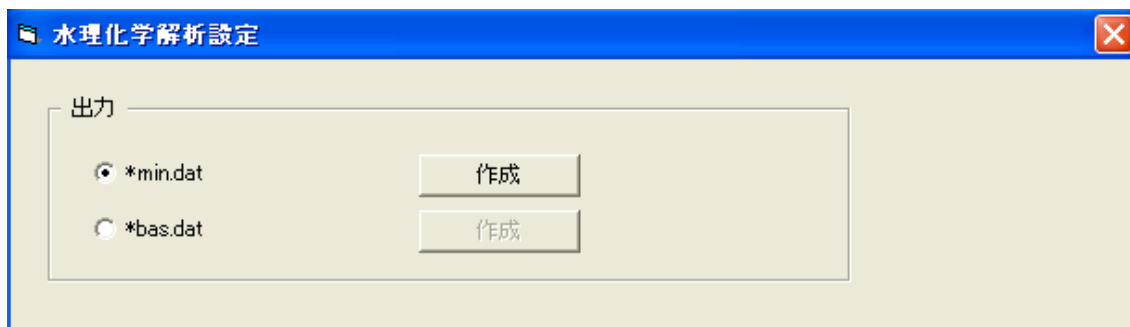 水理化学解析設定
出力
*min.dat 作成
*bas.dat 作成